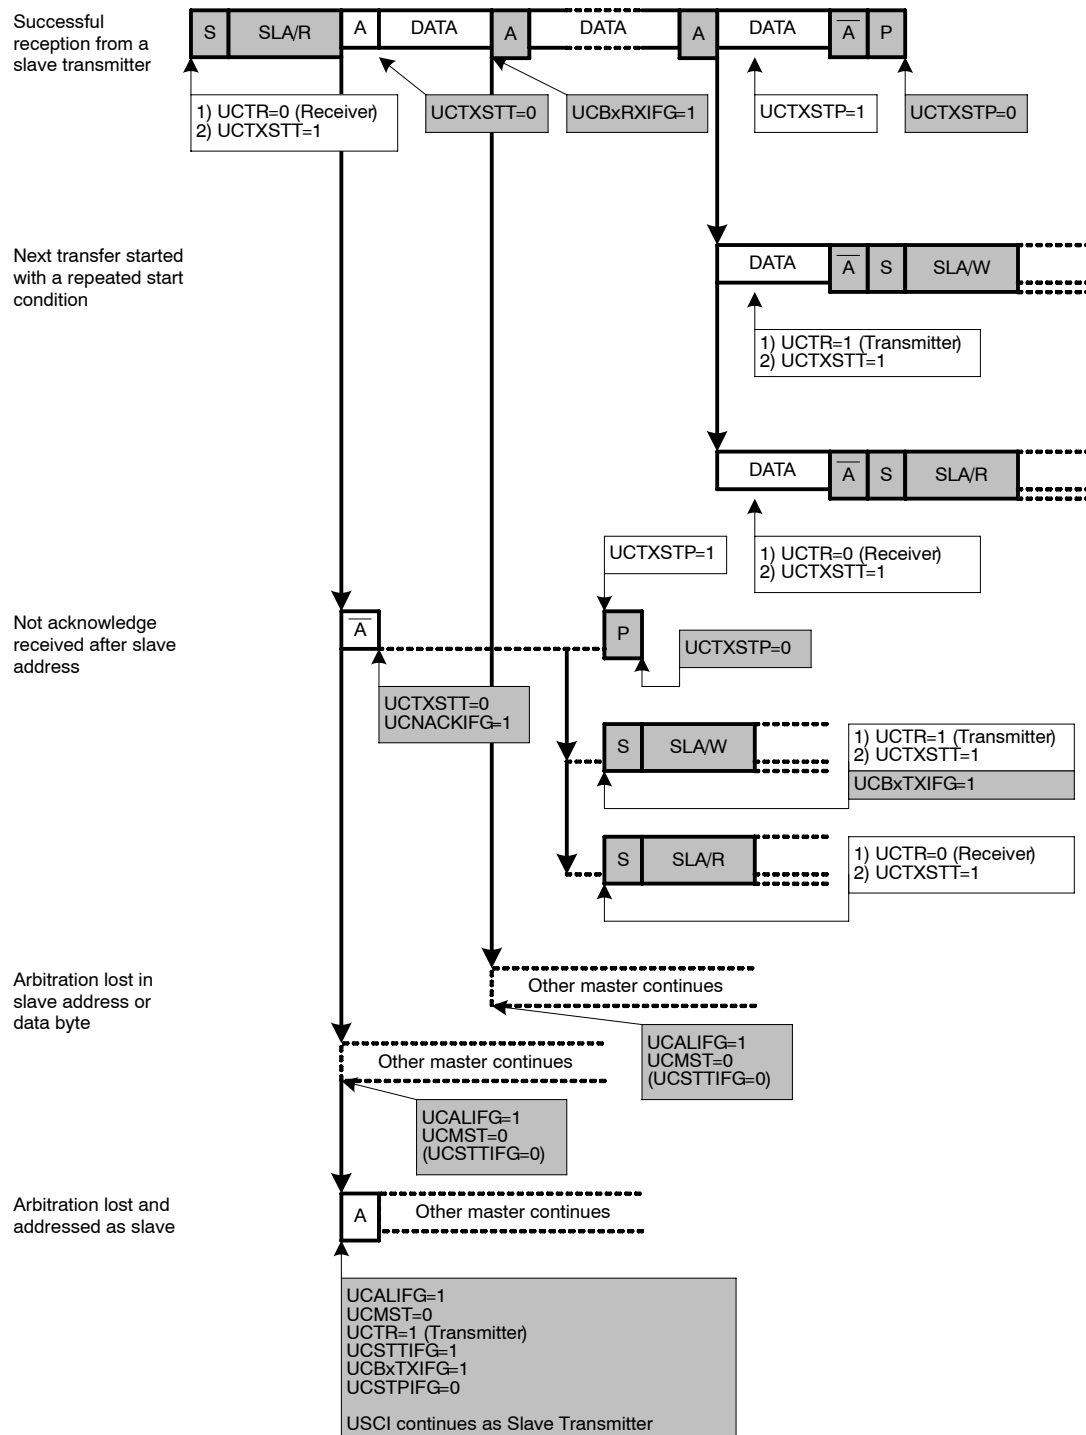 Successful
reception from a
slave transmitter
S SLA/R A DATA A DATA A DATA A P
1) UCTR=0 (Receiver)
2) UCTXSTT=1
UCTXSTT=0
UCBxRXIFG=1
UCTXSTP=1
UCTXSTP=0
Next transfer started
with a repeated start
condition
DATA A S SLA/W
1) UCTR=1 (Transmitter)
2) UCTXSTT=1
DATA A S SLA/R
1) UCTR=0 (Receiver)
2) UCTXSTT=1
UCTXSTP=1
Not acknowledge
received after slave
address
A
P
UCTXSTP=0
UCTXSTT=0
UCNACKIFG=1
S SLA/W
1) UCTR=1 (Transmitter)
2) UCTXSTT=1
UCBxTXIFG=1
S SLA/R
1) UCTR=0 (Receiver)
2) UCTXSTT=1
Arbitration lost in
slave address or
data byte
Other master continues
UCALIFG=1
UCMST=0
(UCSTTIFG=0)
Other master continues
UCALIFG=1
UCMST=0
(UCSTTIFG=0)
Arbitration lost and
addressed as slave
A Other master continues
UCALIFG=1
UCMST=0
UCTR=1 (Transmitter)
UCSTTIFG=1
UCBxTXIFG=1
UCSTPIFG=0
USCI continues as Slave Transmitter